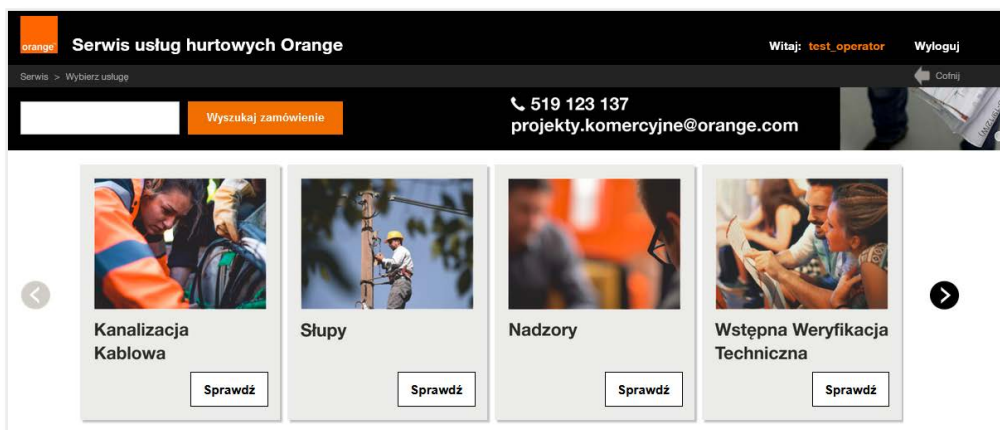 orange
Serwis usług hurtowych Orange
Witaj: test_operator
Wyloguj
Serwis > Wybierz usługę
Cofnij
Wyszukaj zamówienie
519 123 137
projekty.komercyjne@orange.com
Kanalizacja
Kablowa
Sprawdź
Słupy
Sprawdź
Nadzory
Sprawdź
Wstępna Weryfikacja
Techniczna
Sprawdź